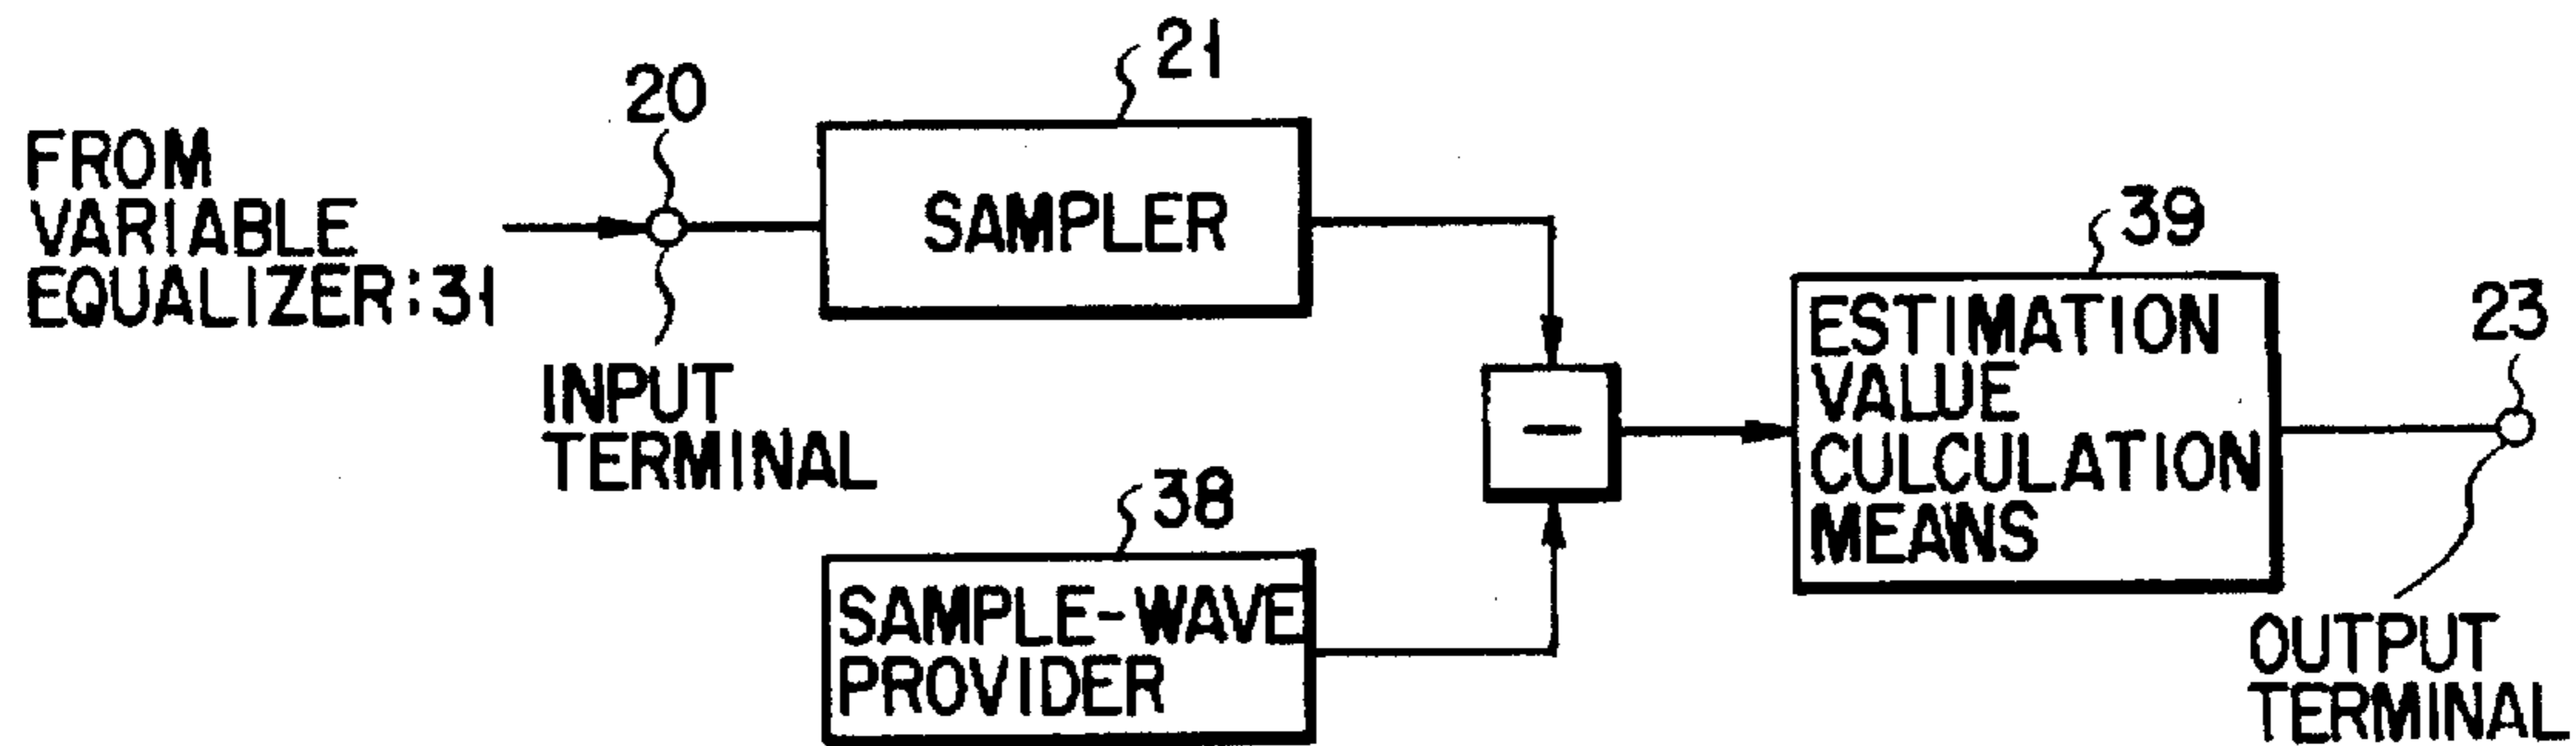 FROM
VARIABLE
EQUALIZER:31
20
INPUT
TERMINAL
21
SAMPLER
38
SAMPLE-WAVE
PROVIDER
−
39
ESTIMATION
VALUE
CULCULATION
MEANS
23
OUTPUT
TERMINAL